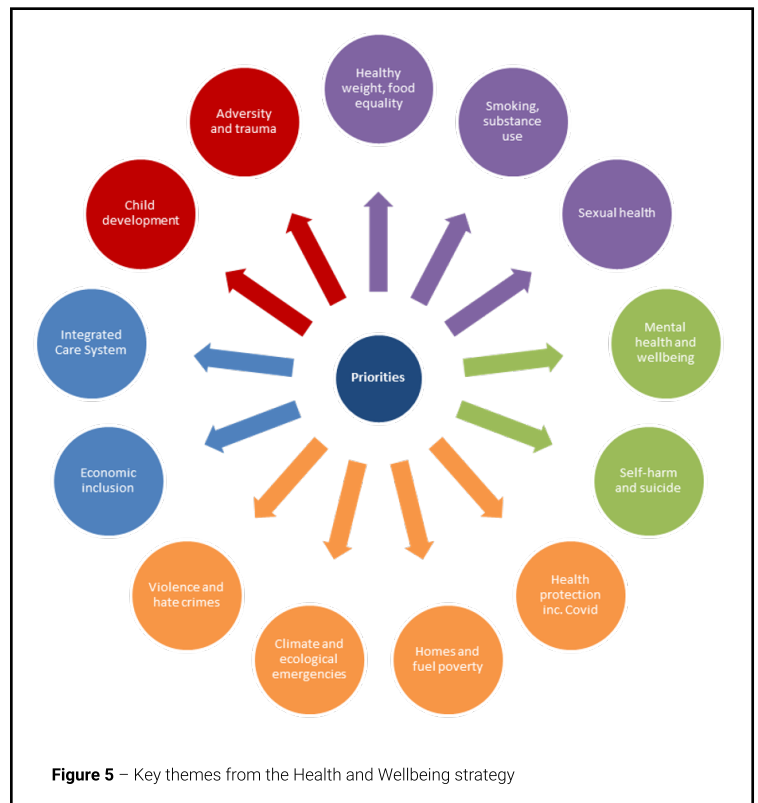 Healthy
weight, food
equality
Smoking,
substance
use
Sexual health
Mental
health and
wellbeing
Self-harm
and suicide
Health
protection
inc. Covid
Homes and
fuel poverty
Climate and
ecological
emergencies
Violence and
hate crimes
Economic
inclusion
Integrated
Care System
Child
development
Adversity
and trauma
Priorities
Figure 5 – Key themes from the Health and Wellbeing strategy